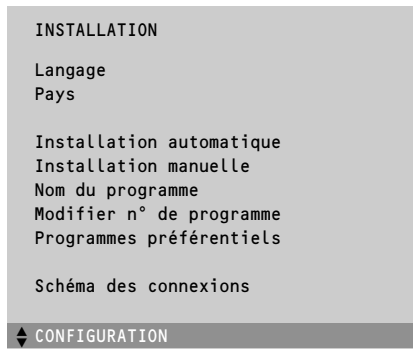 INSTALLATION
Langage
Pays
Installation automatique
Installation manuelle
Nom du programme
Modifier n° de programme
Programmes préférentiels
Schéma des connexions
CONFIGURATION